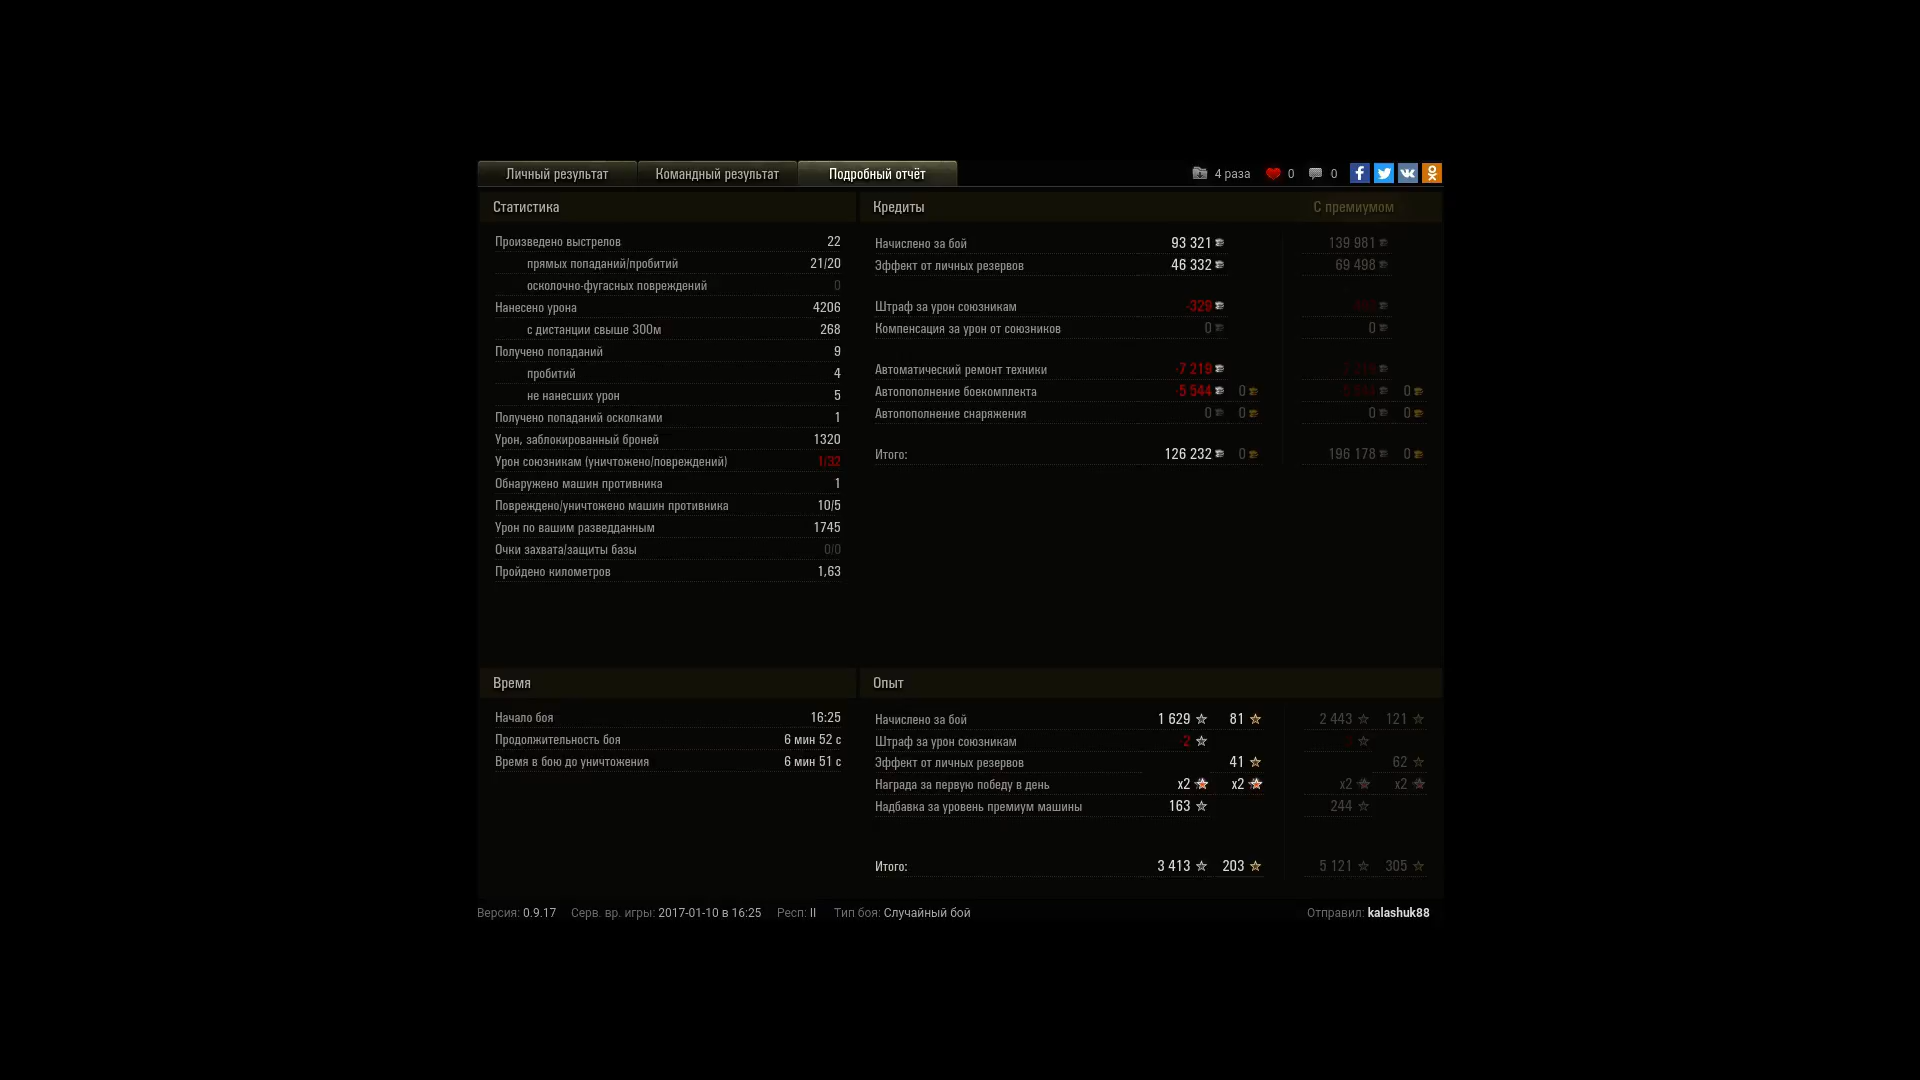 Личный результат Командный результат Подробный отчёт 4 раза 0 0
Статистика
Произведено выстрелов 22
прямых попаданий/пробитий 21/20
осколочно-фугасных повреждений 0
Нанесено урона 4206
с дистанции свыше 300м 268
Получено попаданий 9
пробитий 4
не нанесших урон 5
Получено попаданий осколками 1
Урон, заблокированный броней 1320
Урон союзникам (уничтожено/повреждений) 1/32
Обнаружено машин противника 1
Повреждено/уничтожено машин противника 10/5
Урон по вашим разведданным 1745
Очки захвата/защиты базы 0/0
Пройдено километров 1,63
Кредиты С премиумом
Начислено за бой 93 321 139 981
Эффект от личных резервов 46 332 69 498
Штраф за урон союзникам -329
Компенсация за урон от союзников 0 0
Автоматический ремонт техники -7 219
Автопополнение боекомплекта -5 544 0 0
Автопополнение снаряжения 0 0 0 0
Итого: 126 232 0 196 178 0
Время
Начало боя 16:25
Продолжительность боя 6 мин 52 с
Время в бою до уничтожения 6 мин 51 с
Опыт
Начислено за бой 1 629 81 2 443 121
Штраф за урон союзникам -2
Эффект от личных резервов 41 62
Награда за первую победу в день x2 x2 x2 x2
Надбавка за уровень премиум машины 163 244
Итого: 3 413 203 5 121 305
Версия: 0.9.17 Серв. вр. игры: 2017-01-10 в 16:25 Респ: II Тип боя: Случайный бой Отправил: kalashuk88